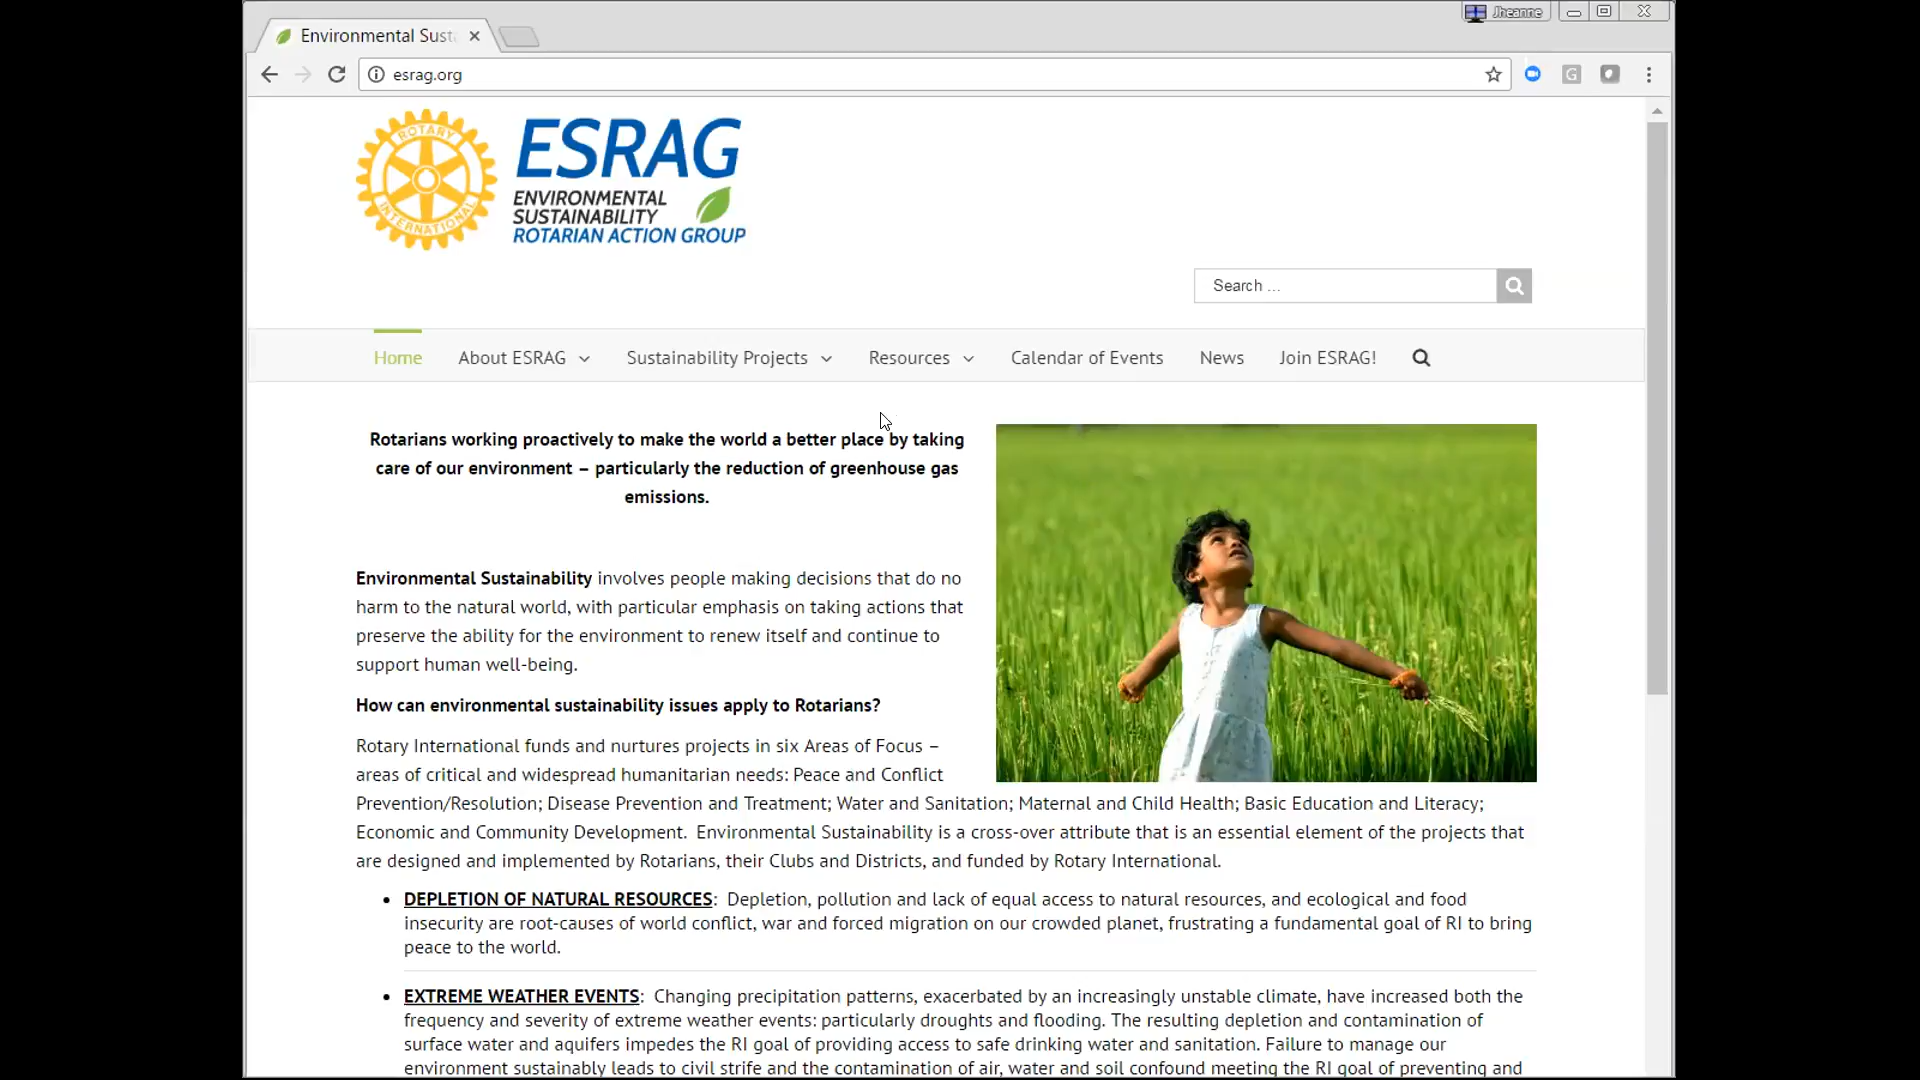 Jheanne
Environmental Sust
esrag.org
ROTARY
INTERNATIONAL
ESRAG
ENVIRONMENTAL
SUSTAINABILITY
ROTARIAN ACTION GROUP
Search ...
Home About ESRAG Sustainability Projects Resources Calendar of Events News Join ESRAG!
Rotarians working proactively to make the world a better place by taking
care of our environment – particularly the reduction of greenhouse gas
emissions.
Environmental Sustainability involves people making decisions that do no
harm to the natural world, with particular emphasis on taking actions that
preserve the ability for the environment to renew itself and continue to
support human well-being.
How can environmental sustainability issues apply to Rotarians?
Rotary International funds and nurtures projects in six Areas of Focus –
areas of critical and widespread humanitarian needs: Peace and Conflict
Prevention/Resolution; Disease Prevention and Treatment; Water and Sanitation; Maternal and Child Health; Basic Education and Literacy;
Economic and Community Development. Environmental Sustainability is a cross-over attribute that is an essential element of the projects that
are designed and implemented by Rotarians, their Clubs and Districts, and funded by Rotary International.
• DEPLETION OF NATURAL RESOURCES: Depletion, pollution and lack of equal access to natural resources, and ecological and food
insecurity are root-causes of world conflict, war and forced migration on our crowded planet, frustrating a fundamental goal of RI to bring
peace to the world.
• EXTREME WEATHER EVENTS: Changing precipitation patterns, exacerbated by an increasingly unstable climate, have increased both the
frequency and severity of extreme weather events: particularly droughts and flooding. The resulting depletion and contamination of
surface water and aquifers impedes the RI goal of providing access to safe drinking water and sanitation. Failure to manage our
environment sustainably leads to civil strife and the contamination of air, water and soil confound meeting the RI goal of preventing and